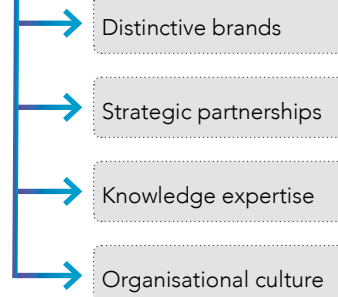 Distinctive brands
Strategic partnerships
Knowledge expertise
Organisational culture